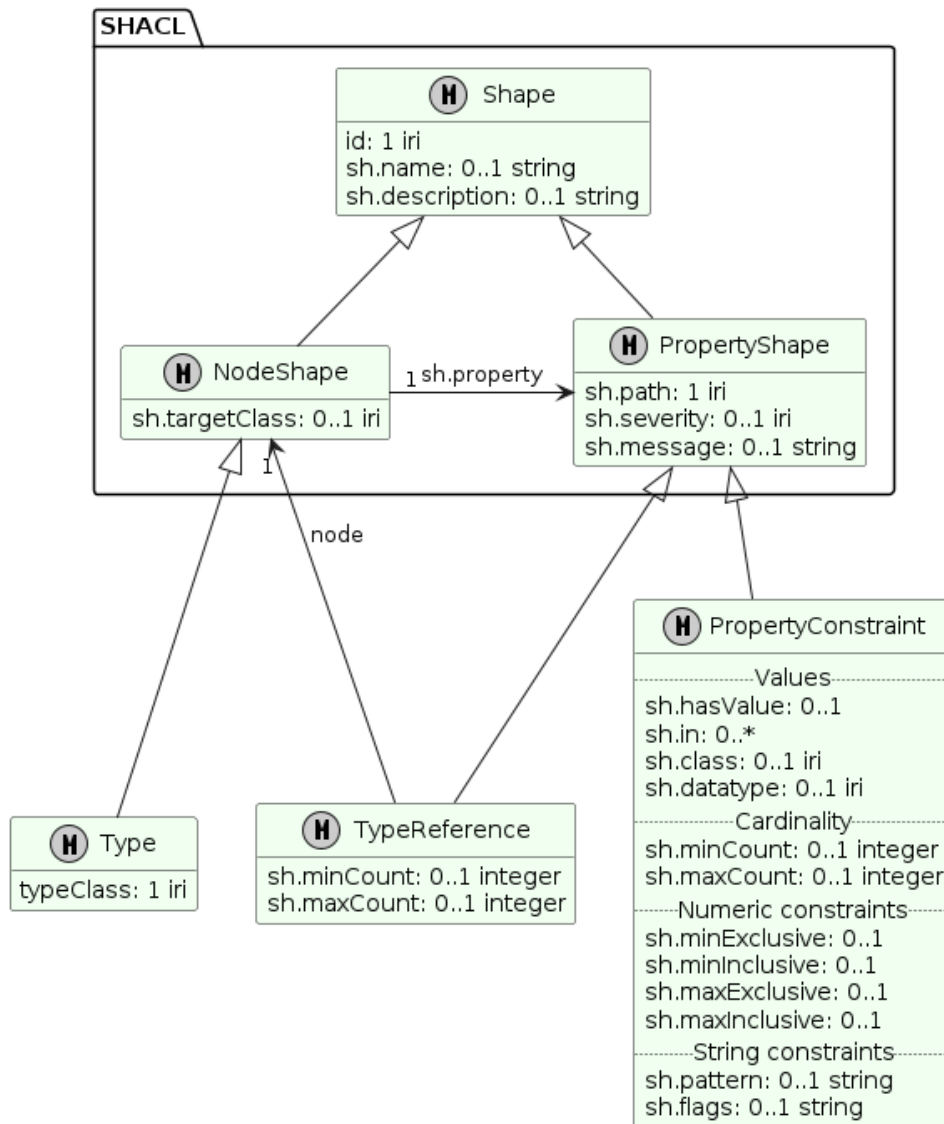 SHACL
M Shape
id: 1 iri
sh.name: 0..1 string
sh.description: 0..1 string
M NodeShape
sh.targetClass: 0..1 iri
1 sh.property
M PropertyShape
sh.path: 1 iri
sh.severity: 0..1 iri
sh.message: 0..1 string
1
node
M PropertyConstraint
Values
sh.hasValue: 0..1
sh.in: 0..*
sh.class: 0..1 iri
sh.datatype: 0..1 iri
Cardinality
sh.minCount: 0..1 integer
sh.maxCount: 0..1 integer
Numeric constraints
sh.minExclusive: 0..1
sh.minInclusive: 0..1
sh.maxExclusive: 0..1
sh.maxInclusive: 0..1
String constraints
sh.pattern: 0..1 string
sh.flags: 0..1 string
M Type
typeClass: 1 iri
M TypeReference
sh.minCount: 0..1 integer
sh.maxCount: 0..1 integer